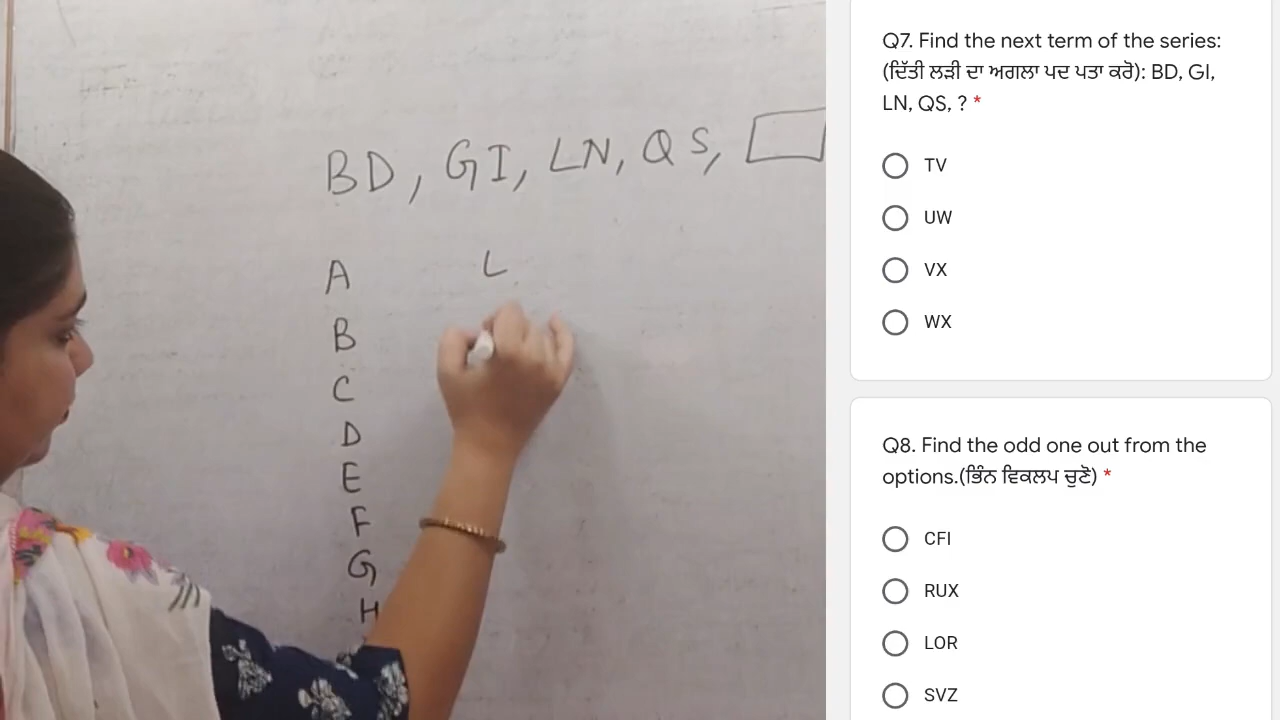 BD, GI, LN, QS,
A
B
C
D
E
F
G
H
L
Q7. Find the next term of the series:
(ਦਿੱਤੀ ਲੜੀ ਦਾ ਅਗਲਾ ਪਦ ਪਤਾ ਕਰੋ): BD, GI,
LN, QS, ? *
TV
UW
VX
WX
Q8. Find the odd one out from the
options.(ਭਿੰਨ ਵਿਕਲਪ ਚੁਣੋ) *
CFI
RUX
LOR
SVZ